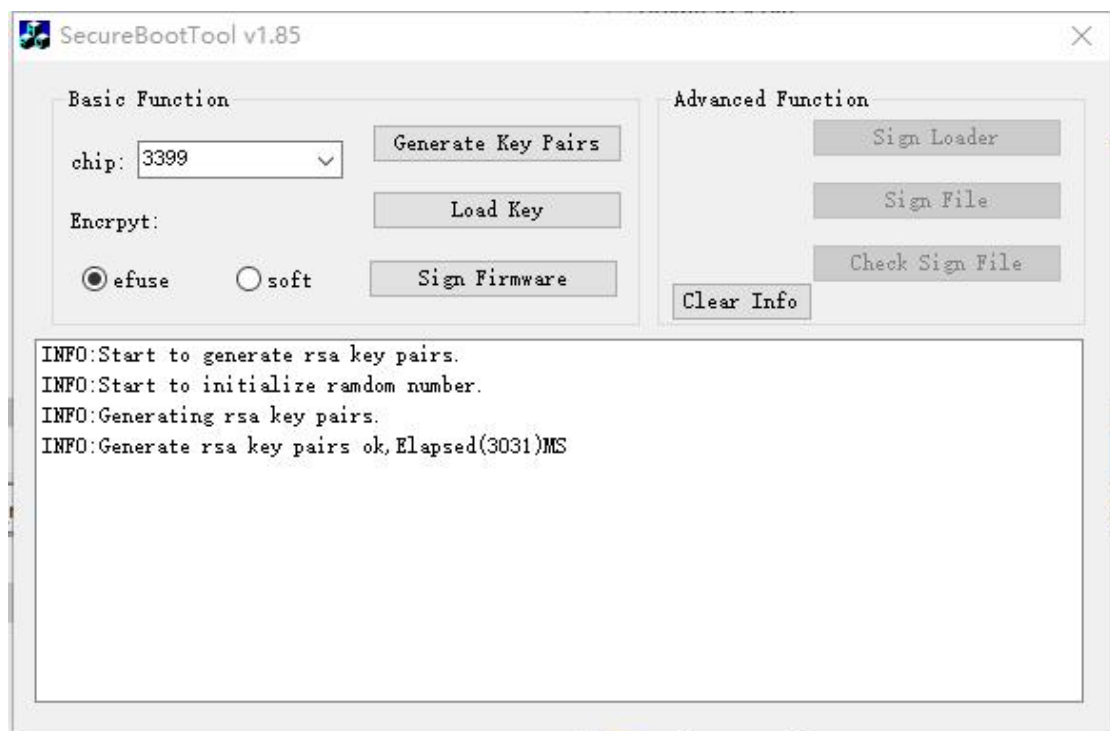 SecureBootTool v1.85
Basic Function
chip: 3399
Generate Key Pairs
Load Key
Encrpyt:
efuse
soft
Sign Firmware
Advanced Function
Sign Loader
Sign File
Check Sign File
Clear Info
INFO:Start to generate rsa key pairs.
INFO:Start to initialize ramdom number.
INFO:Generating rsa key pairs.
INFO:Generate rsa key pairs ok,Elapsed(3031)MS